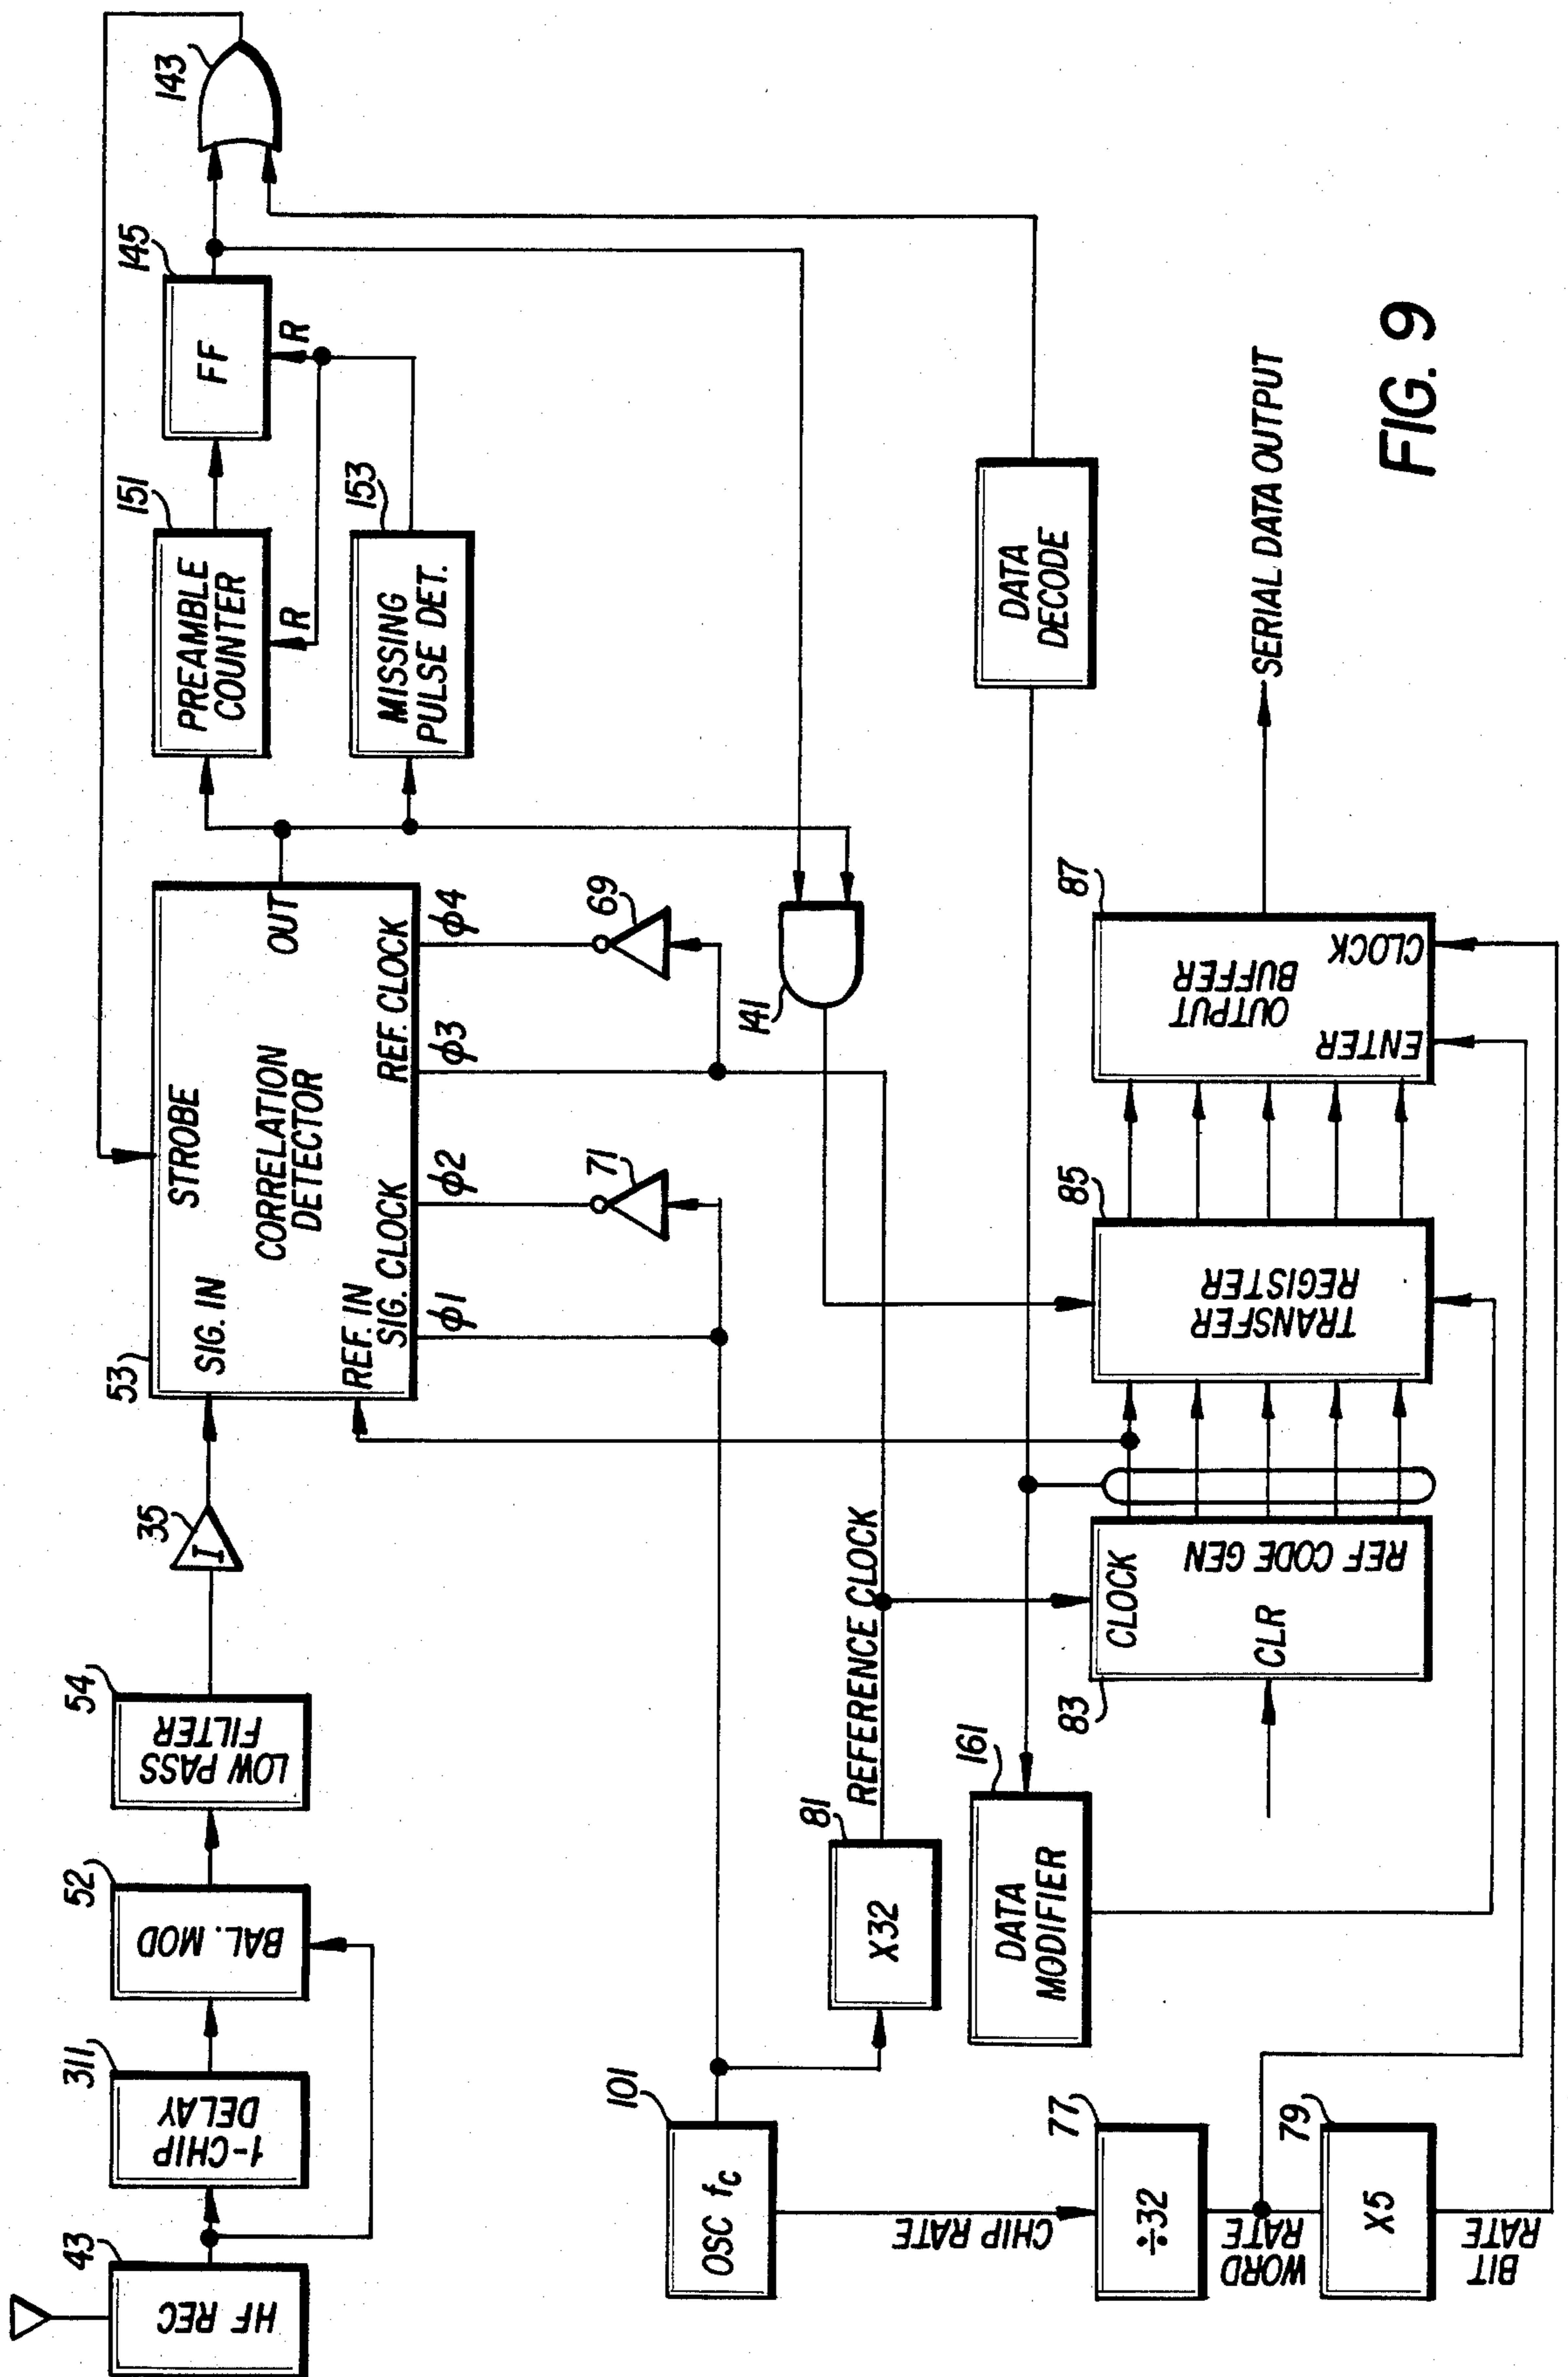 43
HF REC
311
1-CHIP
DELAY
52
BAL. MOD
54
LOW PASS
FILTER
35
I
53
SIG. IN
STROBE
CORRELATION
DETECTOR
OUT
REF. IN
SIG. CLOCK
REF. CLOCK
φ1
φ2
φ3
φ4
71
69
151
PREAMBLE
COUNTER
R
153
MISSING
PULSE DET.
145
FF
R
143
141
101
OSC fc
CHIP RATE
81
X32
REFERENCE CLOCK
161
DATA
MODIFIER
DATA
DECODE
77
÷32
WORD
RATE
79
X5
BIT
RATE
83
CLOCK
CLR
REF CODE GEN
85
TRANSFER
REGISTER
87
OUTPUT
BUFFER
ENTER
CLOCK
SERIAL DATA OUTPUT
FIG. 9